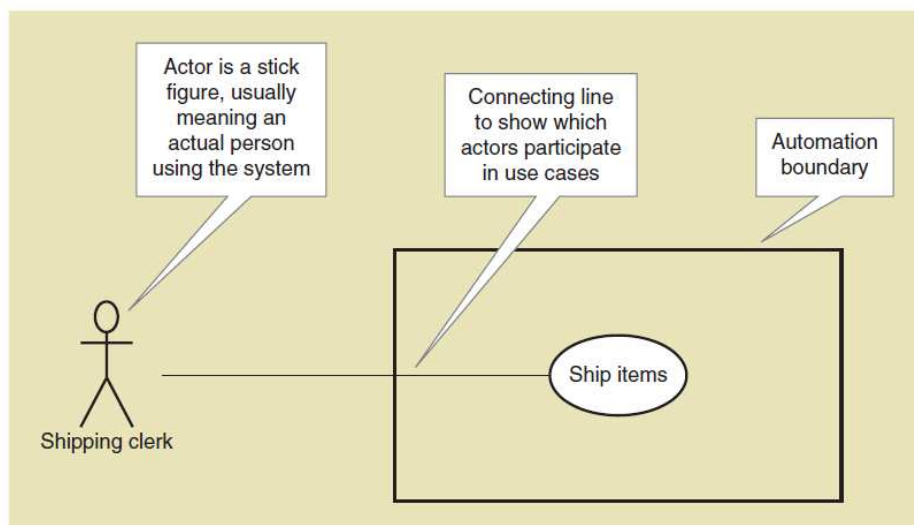 Actor is a stick
figure, usually
meaning an
actual person
using the system
Connecting line
to show which
actors participate
in use cases
Automation
boundary
Ship items
Shipping clerk